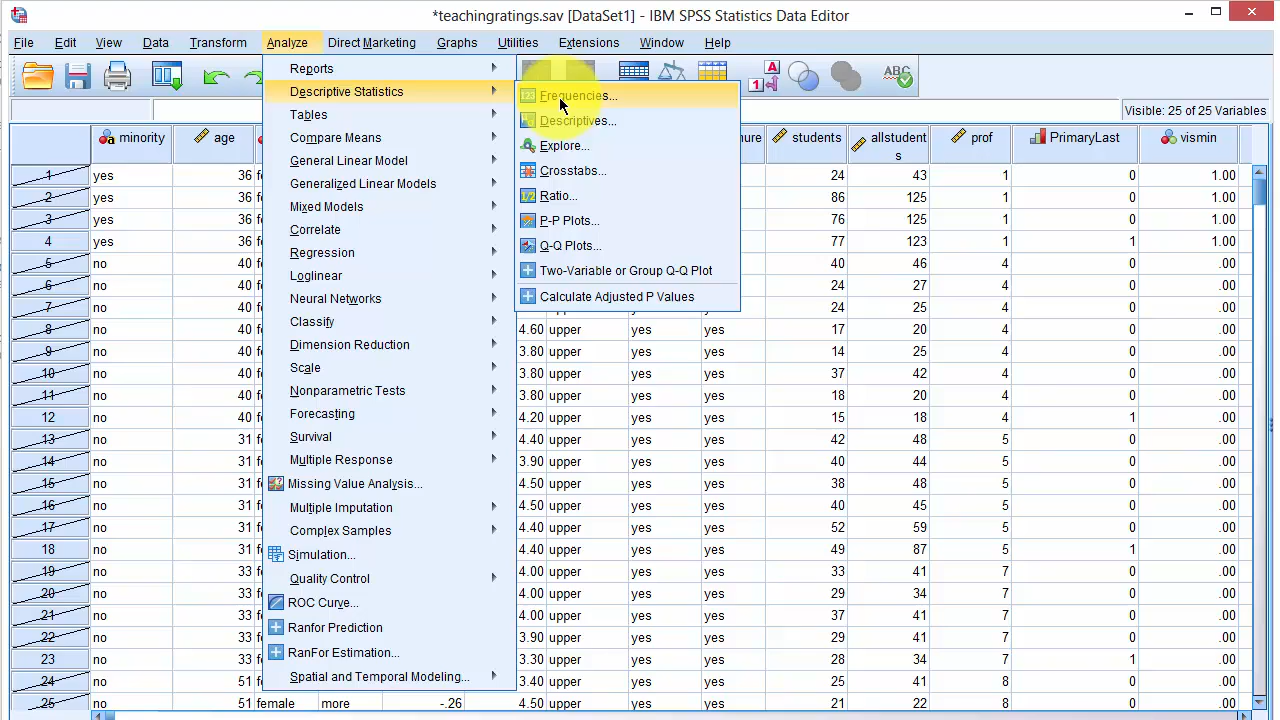 *teachingratings.sav [DataSet1] - IBM SPSS Statistics Data Editor
File Edit View Data Transform Analyze Direct Marketing Graphs Utilities Extensions Window Help
Visible: 25 of 25 Variables
Reports
Descriptive Statistics
Tables
Compare Means
General Linear Model
Generalized Linear Models
Mixed Models
Correlate
Regression
Loglinear
Neural Networks
Classify
Dimension Reduction
Scale
Nonparametric Tests
Forecasting
Survival
Multiple Response
Missing Value Analysis...
Multiple Imputation
Complex Samples
Simulation...
Quality Control
ROC Curve...
Ranfor Prediction
RanFor Estimation...
Spatial and Temporal Modeling...
Frequencies...
Descriptives...
Explore...
Crosstabs...
Ratio...
P-P Plots...
Q-Q Plots...
Two-Variable or Group Q-Q Plot
Calculate Adjusted P Values
minority age students allstudents prof PrimaryLast vismin
1 yes 36 24 43 1 0 1.00
2 yes 36 86 125 1 0 1.00
3 yes 36 76 125 1 0 1.00
4 yes 36 77 123 1 1 1.00
5 no 40 40 46 4 0 .00
6 no 40 24 27 4 0 .00
7 no 40 24 25 4 0 .00
8 no 40 4.60 upper yes yes 17 20 4 0 .00
9 no 40 3.80 upper yes yes 14 25 4 0 .00
10 no 40 3.80 upper yes yes 37 42 4 0 .00
11 no 40 3.80 upper yes yes 18 20 4 0 .00
12 no 40 4.20 upper yes yes 15 18 4 1 .00
13 no 31 4.40 upper yes yes 42 48 5 0 .00
14 no 31 3.90 upper yes yes 40 44 5 0 .00
15 no 31 4.50 upper yes yes 38 48 5 0 .00
16 no 31 4.50 upper yes yes 40 45 5 0 .00
17 no 31 4.40 upper yes yes 52 59 5 0 .00
18 no 31 4.40 upper yes yes 49 87 5 1 .00
19 no 33 4.00 upper yes yes 33 41 7 0 .00
20 no 33 4.00 upper yes yes 29 34 7 0 .00
21 no 33 4.00 upper yes yes 37 41 7 0 .00
22 no 33 3.90 upper yes yes 29 41 7 0 .00
23 no 33 3.30 upper yes yes 28 34 7 1 .00
24 no 51 3.40 upper yes yes 25 41 8 0 .00
25 no 51 female more -.26 4.50 upper yes yes 21 22 8 0 .00